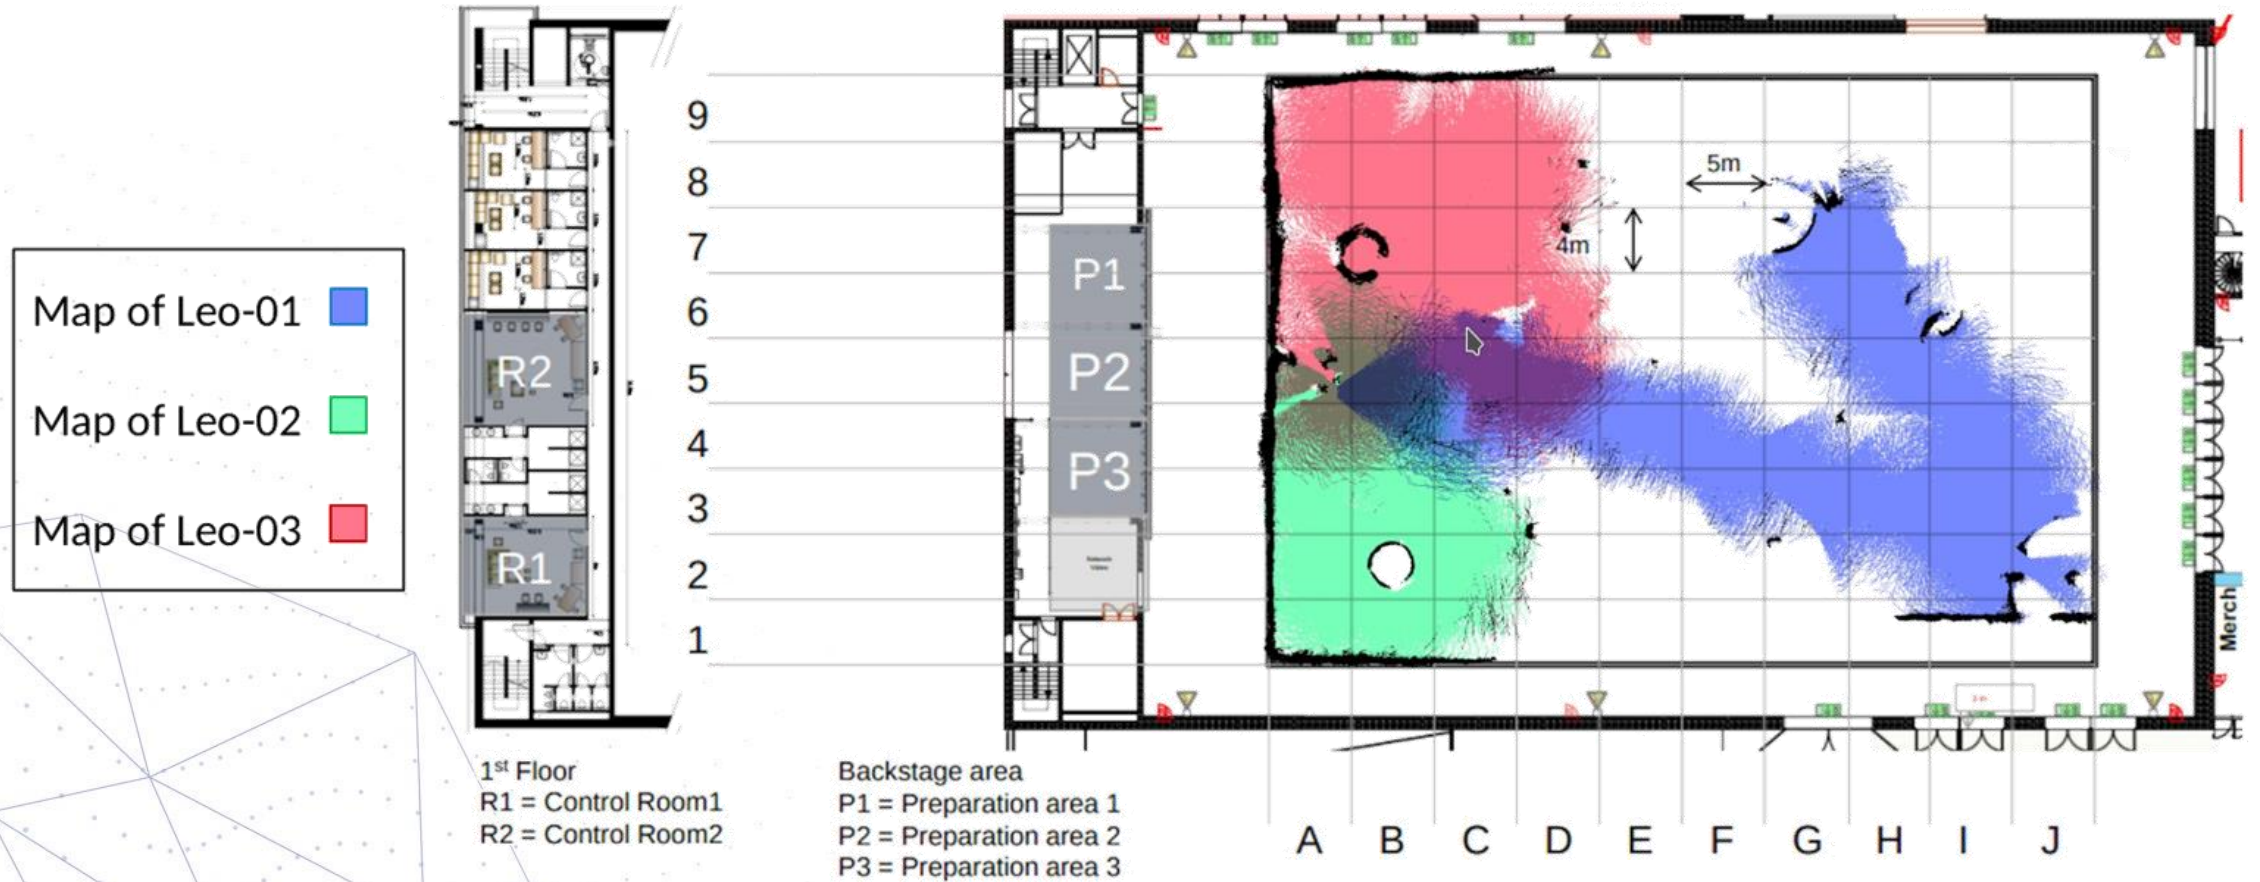 Map of Leo-01
Map of Leo-02
Map of Leo-03
R2
R1
1st Floor
R1 = Control Room1
R2 = Control Room2
9
8
7
6
5
4
3
2
1
P1
P2
P3
Backstage area
P1 = Preparation area 1
P2 = Preparation area 2
P3 = Preparation area 3
5m
4m
Merch
A B C D E F G H I J